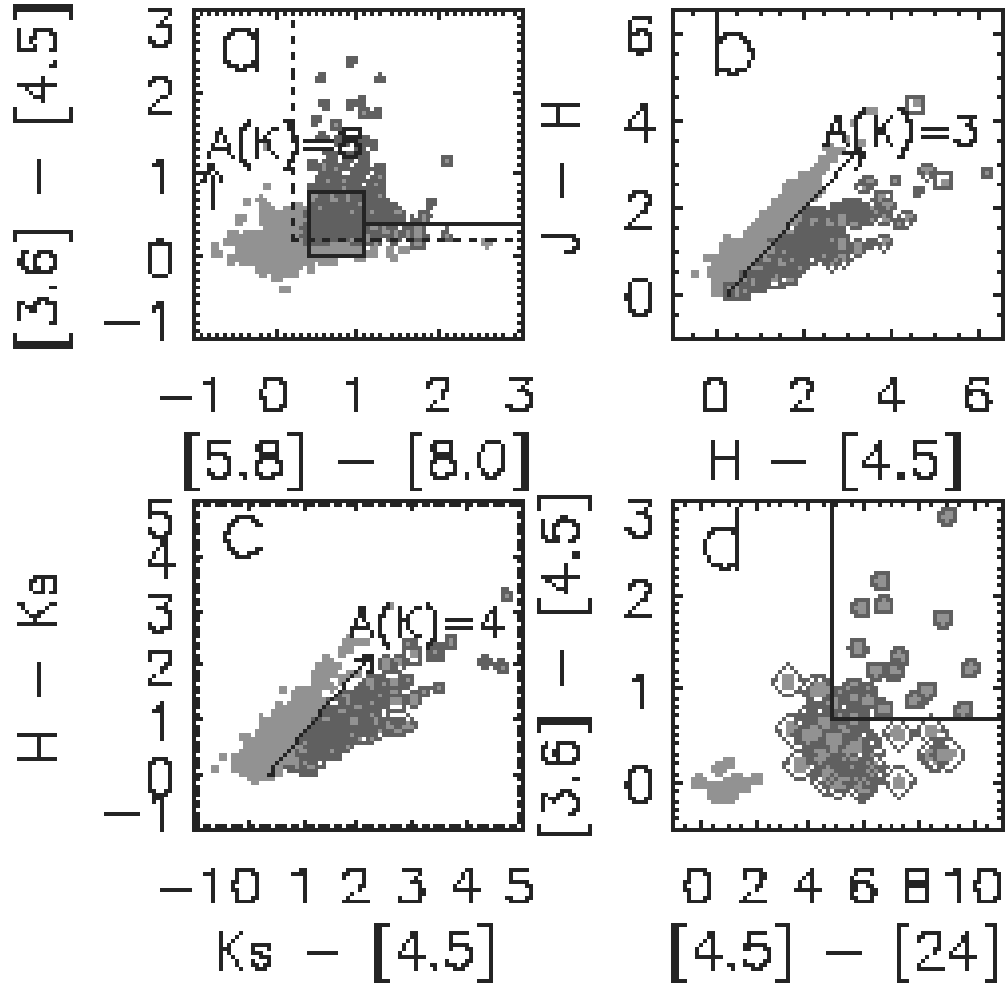 a
[3.6] − [4.5]
3
2
1
0
−1
A(K)=5
−1 0 1 2 3
[5.8] − [8.0]
b
J − H
6
4
2
0
A(K)=3
0 2 4 6
H − [4.5]
c
H − Ks
5
4
3
2
1
0
−1
A(K)=4
−1 0 1 2 3 4 5
Ks − [4.5]
d
[3.6] − [4.5]
3
2
1
0
0 2 4 6 8 10
[4.5] − [24]